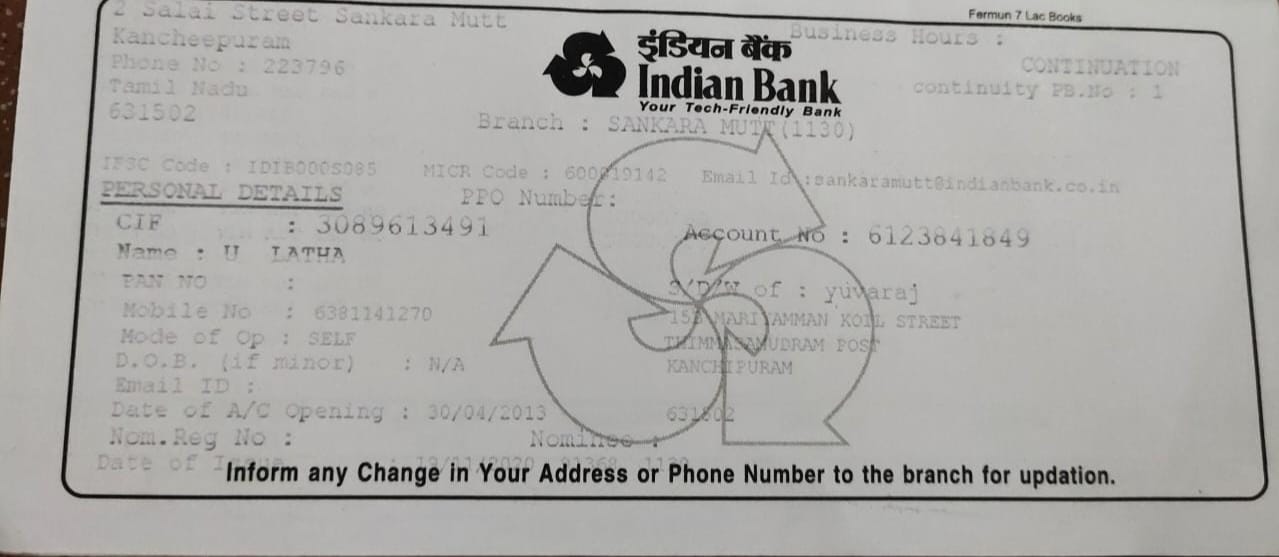 Fermun 7 Lac Books
2 Salai Street Sankara Mutt
Business Hours :
Kancheepuram
इंडियन बैंक
CONTINUATION
Phone No : 223796
Indian Bank
continuity PB.No : 1
Tamil Nadu
Your Tech-Friendly Bank
631502
Branch : SANKARA MUTT(1130)
IFSC Code : IDIB000S085 MICR Code : 600019142 Email Id :sankaramutt@indianbank.co.in
PERSONAL DETAILS PPO Number:
CIF : 3089613491 Account No : 6123841849
Name : U LATHA
PAN NO : S/D/W of : yuvaraj
Mobile No : 6381141270 MARIYAMMAN KOIL STREET
Mode of Op : SELF THIMMASAMUDRAM POST
D.O.B. (if minor) : N/A KANCHIPURAM
Email ID :
Date of A/C Opening : 30/04/2013 631502
Nom.Reg No : Nominee :
Date of Issue :
Inform any Change in Your Address or Phone Number to the branch for updation.